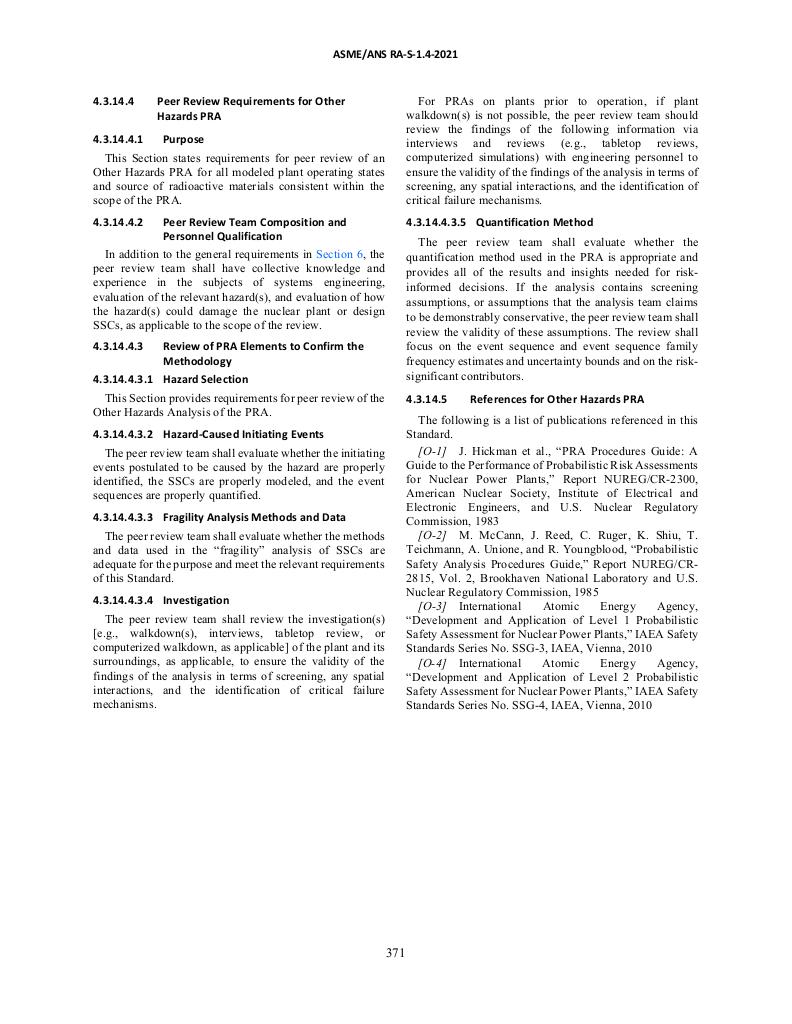 ASME/ANS RA-S-1.4-2021
4.3.14.4 Peer Review Requirements for Other
Hazards PRA
4.3.14.4.1 Purpose
This Section states requirements for peer review of an
Other Hazards PRA for all modeled plant operating states
and source of radioactive materials consistent within the
scope of the PRA.
4.3.14.4.2 Peer Review Team Composition and
Personnel Qualification
In addition to the general requirements in Section 6, the
peer review team shall have collective knowledge and
experience in the subjects of systems engineering,
evaluation of the relevant hazard(s), and evaluation of how
the hazard(s) could damage the nuclear plant or design
SSCs, as applicable to the scope of the review.
4.3.14.4.3 Review of PRA Elements to Confirm the
Methodology
4.3.14.4.3.1 Hazard Selection
This Section provides requirements for peer review of the
Other Hazards Analysis of the PRA.
4.3.14.4.3.2 Hazard-Caused Initiating Events
The peer review team shall evaluate whether the initiating
events postulated to be caused by the hazard are properly
identified, the SSCs are properly modeled, and the event
sequences are properly quantified.
4.3.14.4.3.3 Fragility Analysis Methods and Data
The peer review team shall evaluate whether the methods
and data used in the “fragility” analysis of SSCs are
adequate for the purpose and meet the relevant requirements
of this Standard.
4.3.14.4.3.4 Investigation
The peer review team shall review the investigation(s)
[e.g., walkdown(s), interviews, tabletop review, or
computerized walkdown, as applicable] of the plant and its
surroundings, as applicable, to ensure the validity of the
findings of the analysis in terms of screening, any spatial
interactions, and the identification of critical failure
mechanisms.
For PRAs on plants prior to operation, if plant
walkdown(s) is not possible, the peer review team should
review the findings of the following information via
interviews and reviews (e.g., tabletop reviews,
computerized simulations) with engineering personnel to
ensure the validity of the findings of the analysis in terms of
screening, any spatial interactions, and the identification of
critical failure mechanisms.
4.3.14.4.3.5 Quantification Method
The peer review team shall evaluate whether the
quantification method used in the PRA is appropriate and
provides all of the results and insights needed for risk-
informed decisions. If the analysis contains screening
assumptions, or assumptions that the analysis team claims
to be demonstrably conservative, the peer review team shall
review the validity of these assumptions. The review shall
focus on the event sequence and event sequence family
frequency estimates and uncertainty bounds and on the risk-
significant contributors.
4.3.14.5 References for Other Hazards PRA
The following is a list of publications referenced in this
Standard.
[O-1] J. Hickman et al., “PRA Procedures Guide: A
Guide to the Performance of Probabilistic Risk Assessments
for Nuclear Power Plants,” Report NUREG/CR-2300,
American Nuclear Society, Institute of Electrical and
Electronic Engineers, and U.S. Nuclear Regulatory
Commission, 1983
[O-2] M. McCann, J. Reed, C. Ruger, K. Shiu, T.
Teichmann, A. Unione, and R. Youngblood, “Probabilistic
Safety Analysis Procedures Guide,” Report NUREG/CR-
2815, Vol. 2, Brookhaven National Laboratory and U.S.
Nuclear Regulatory Commission, 1985
[O-3] International Atomic Energy Agency,
“Development and Application of Level 1 Probabilistic
Safety Assessment for Nuclear Power Plants,” IAEA Safety
Standards Series No. SSG-3, IAEA, Vienna, 2010
[O-4] International Atomic Energy Agency,
“Development and Application of Level 2 Probabilistic
Safety Assessment for Nuclear Power Plants,” IAEA Safety
Standards Series No. SSG-4, IAEA, Vienna, 2010
371